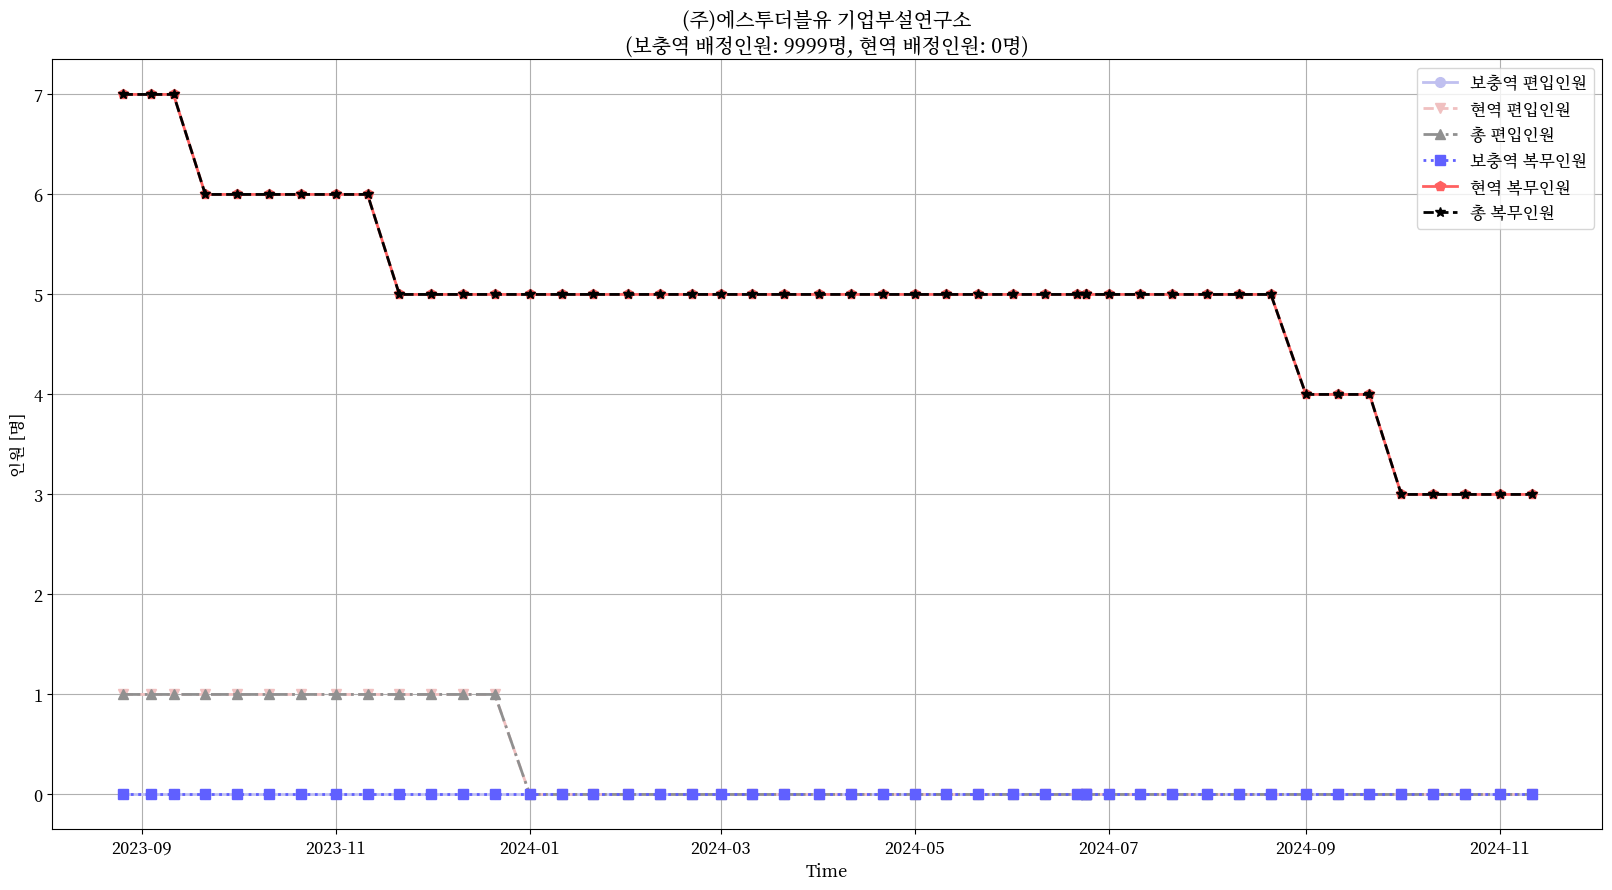 (주)에스투더블유 기업부설연구소
(보충역 배정인원: 9999명, 현역 배정인원: 0명)
보충역 편입인원
현역 편입인원
총 편입인원
보충역 복무인원
현역 복무인원
총 복무인원
인원 [명]
7
6
5
4
3
2
1
0
2023-09
2023-11
2024-01
2024-03
2024-05
2024-07
2024-09
2024-11
Time